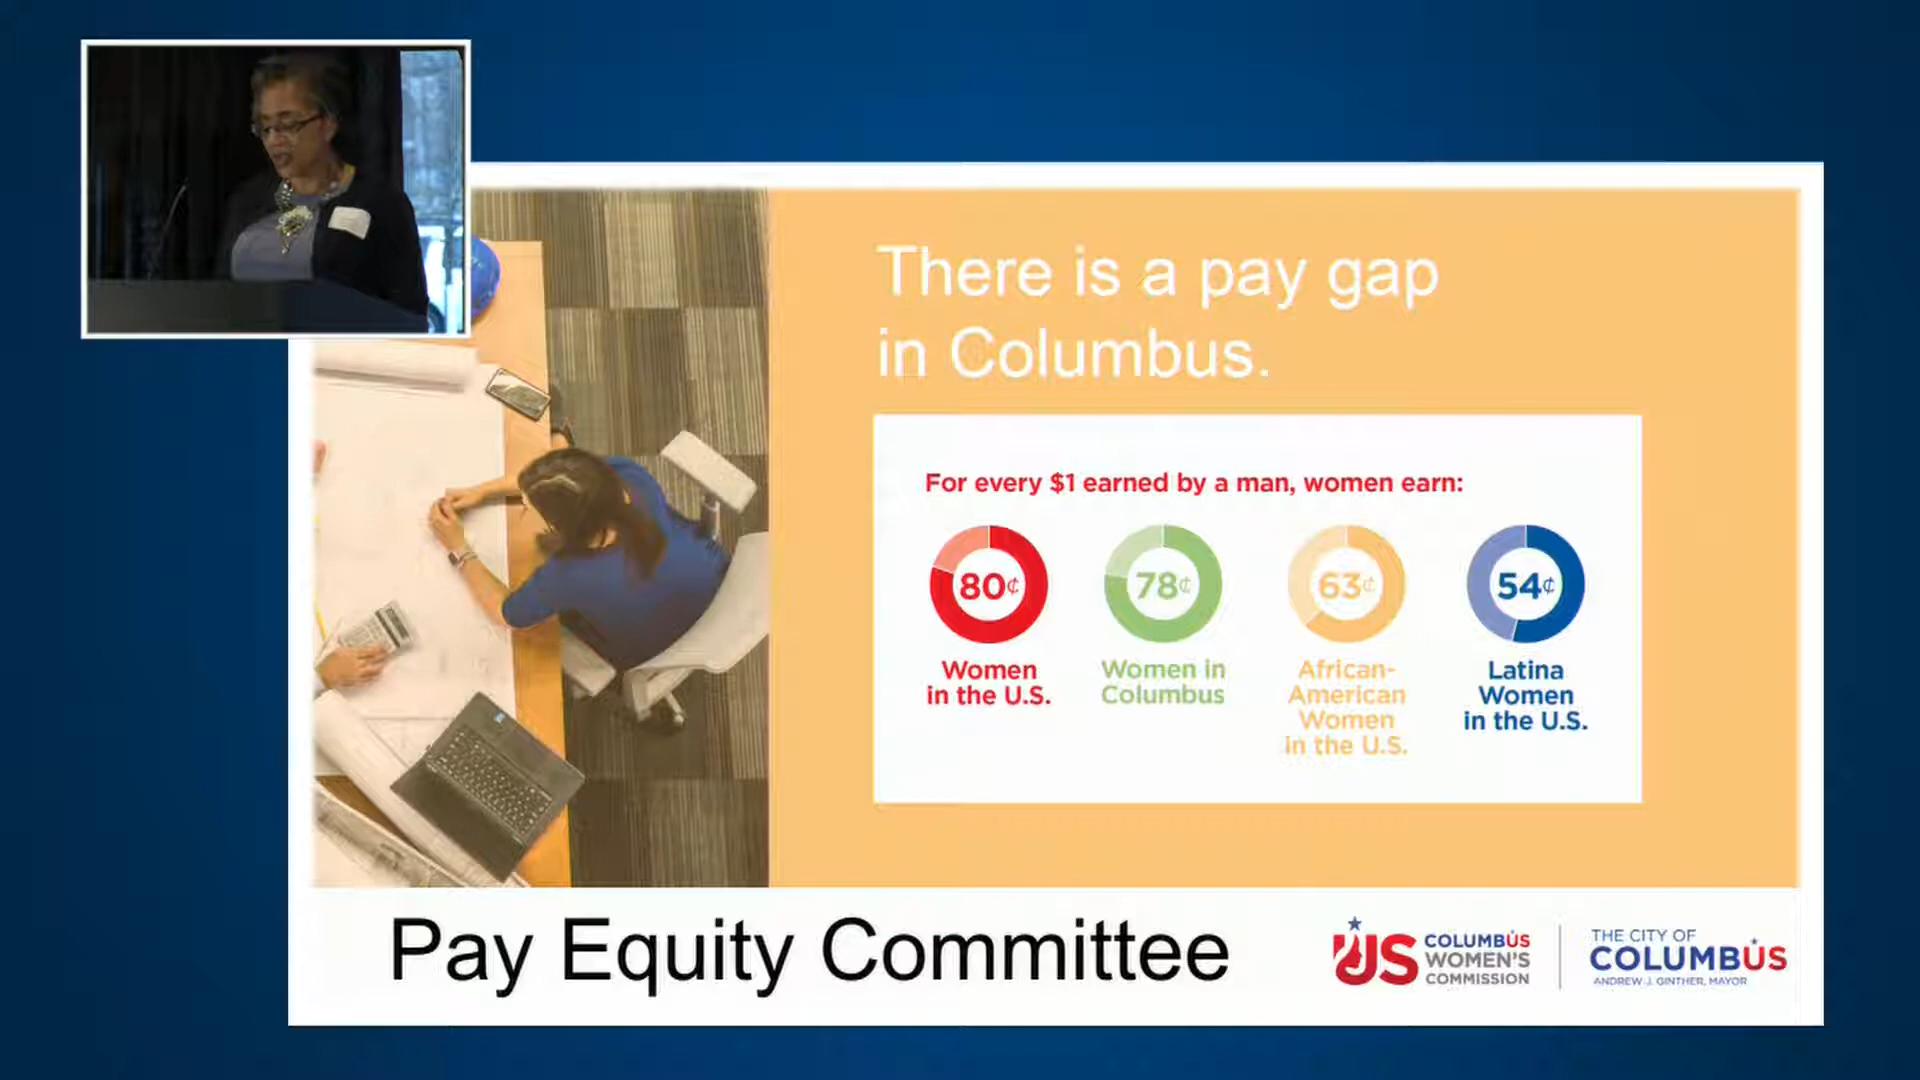 There is a pay gap
in Columbus.
For every $1 earned by a man, women earn:
80¢
Women
in the U.S.
78¢
Women in
Columbus
63¢
African-
American
Women
in the U.S.
54¢
Latina
Women
in the U.S.
Pay Equity Committee
US
COLUMBUS
WOMEN'S
COMMISSION
THE CITY OF
COLUMBUS
ANDREW J. GINTHER, MAYOR